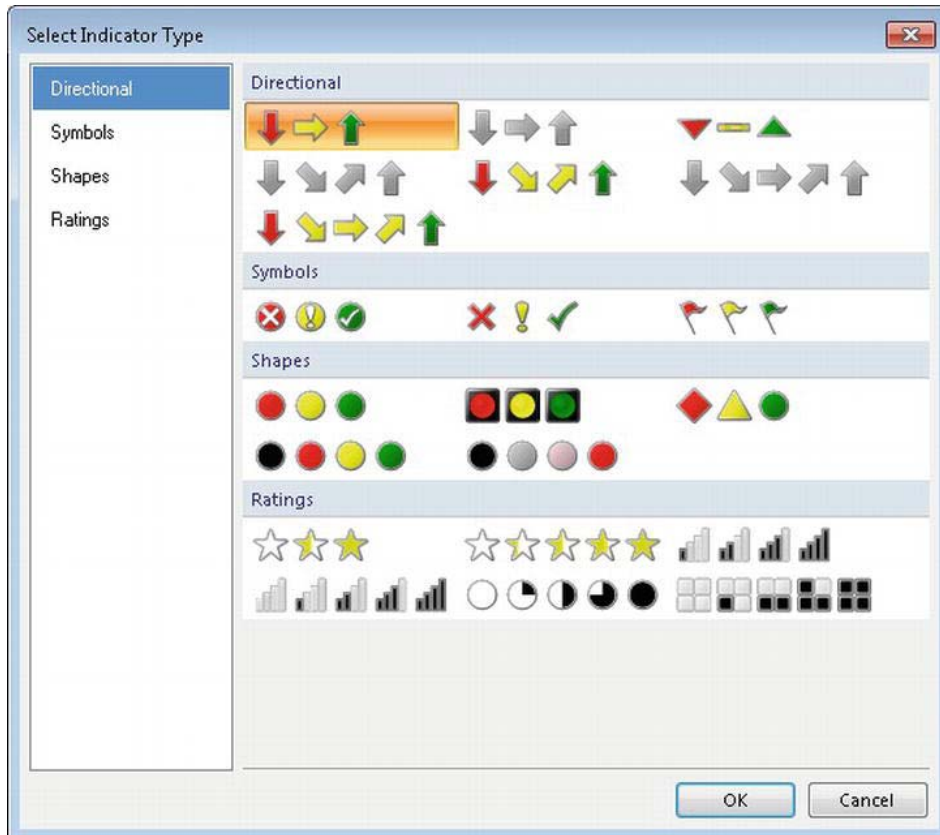 Select Indicator Type
Directional
Symbols
Shapes
Ratings
Directional
Symbols
Shapes
Ratings
OK
Cancel